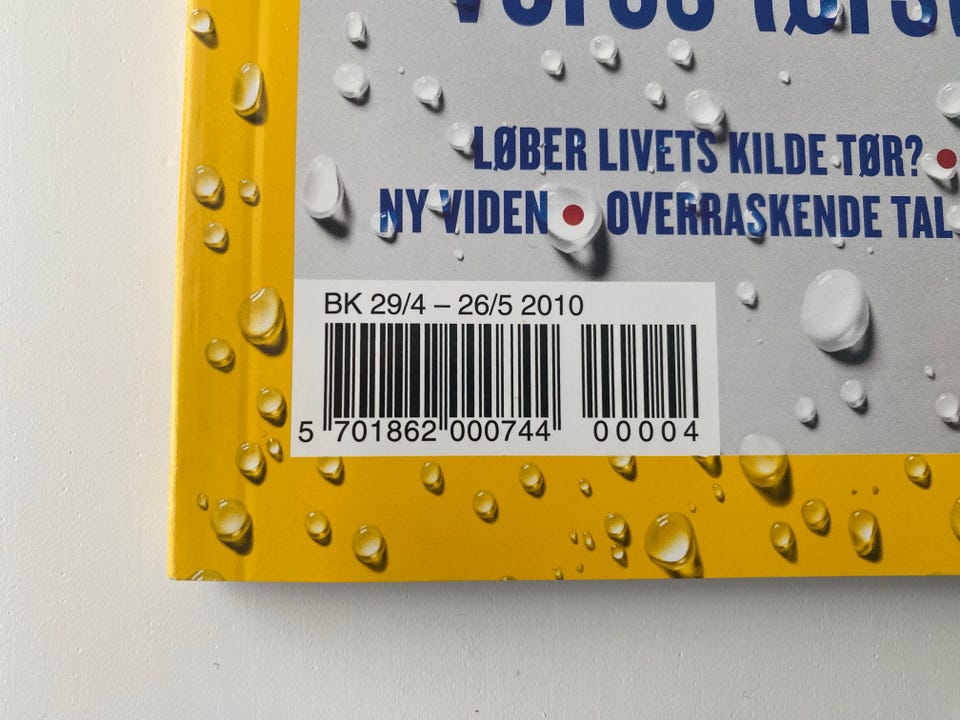 LØBER LIVETS KILDE TØR?
NY VIDEN • OVERRASKENDE TAL
BK 29/4 – 26/5 2010
5 701862 000744 00004